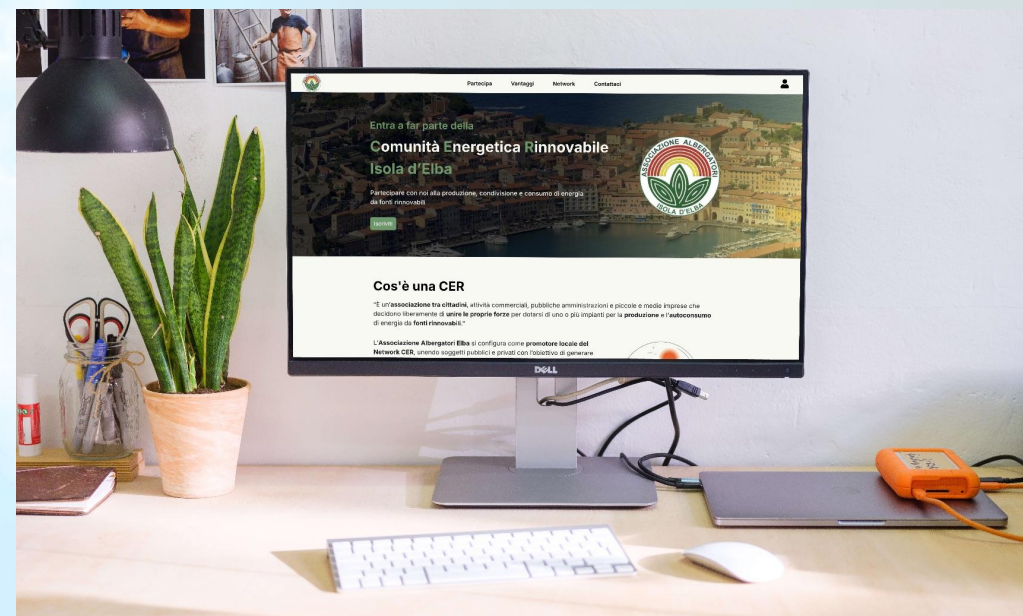 Partecipa Vantaggi Network Contattaci
Entra a far parte della
Comunità Energetica Rinnovabile
Isola d'Elba
Partecipare con noi alla produzione, condivisione e consumo di energia
da fonti rinnovabili
Iscriviti
ASSOCIAZIONE ALBERGATORI
ISOLA D'ELBA
Cos'è una CER
"È un'associazione tra cittadini, attività commerciali, pubbliche amministrazioni e piccole e medie imprese che
decidono liberamente di unire le proprie forze per dotarsi di uno o più impianti per la produzione e l'autoconsumo
di energia da fonti rinnovabili."
L'Associazione Albergatori Elba si configura come promotore locale del
Network CER, unendo soggetti pubblici e privati con l'obiettivo di generare
DELL